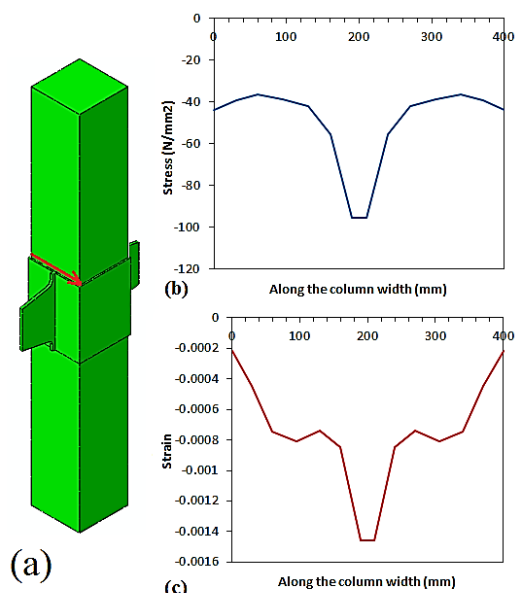 0
0 100 200 300 400
-20
-40
-60
-80
-100
-120
Stress (N/mm2)
(b)
Along the column width (mm)
0
0 100 200 300 400
-0.0002
-0.0004
-0.0006
-0.0008
-0.001
-0.0012
-0.0014
-0.0016
Strain
(a)
(c)
Along the column width (mm)